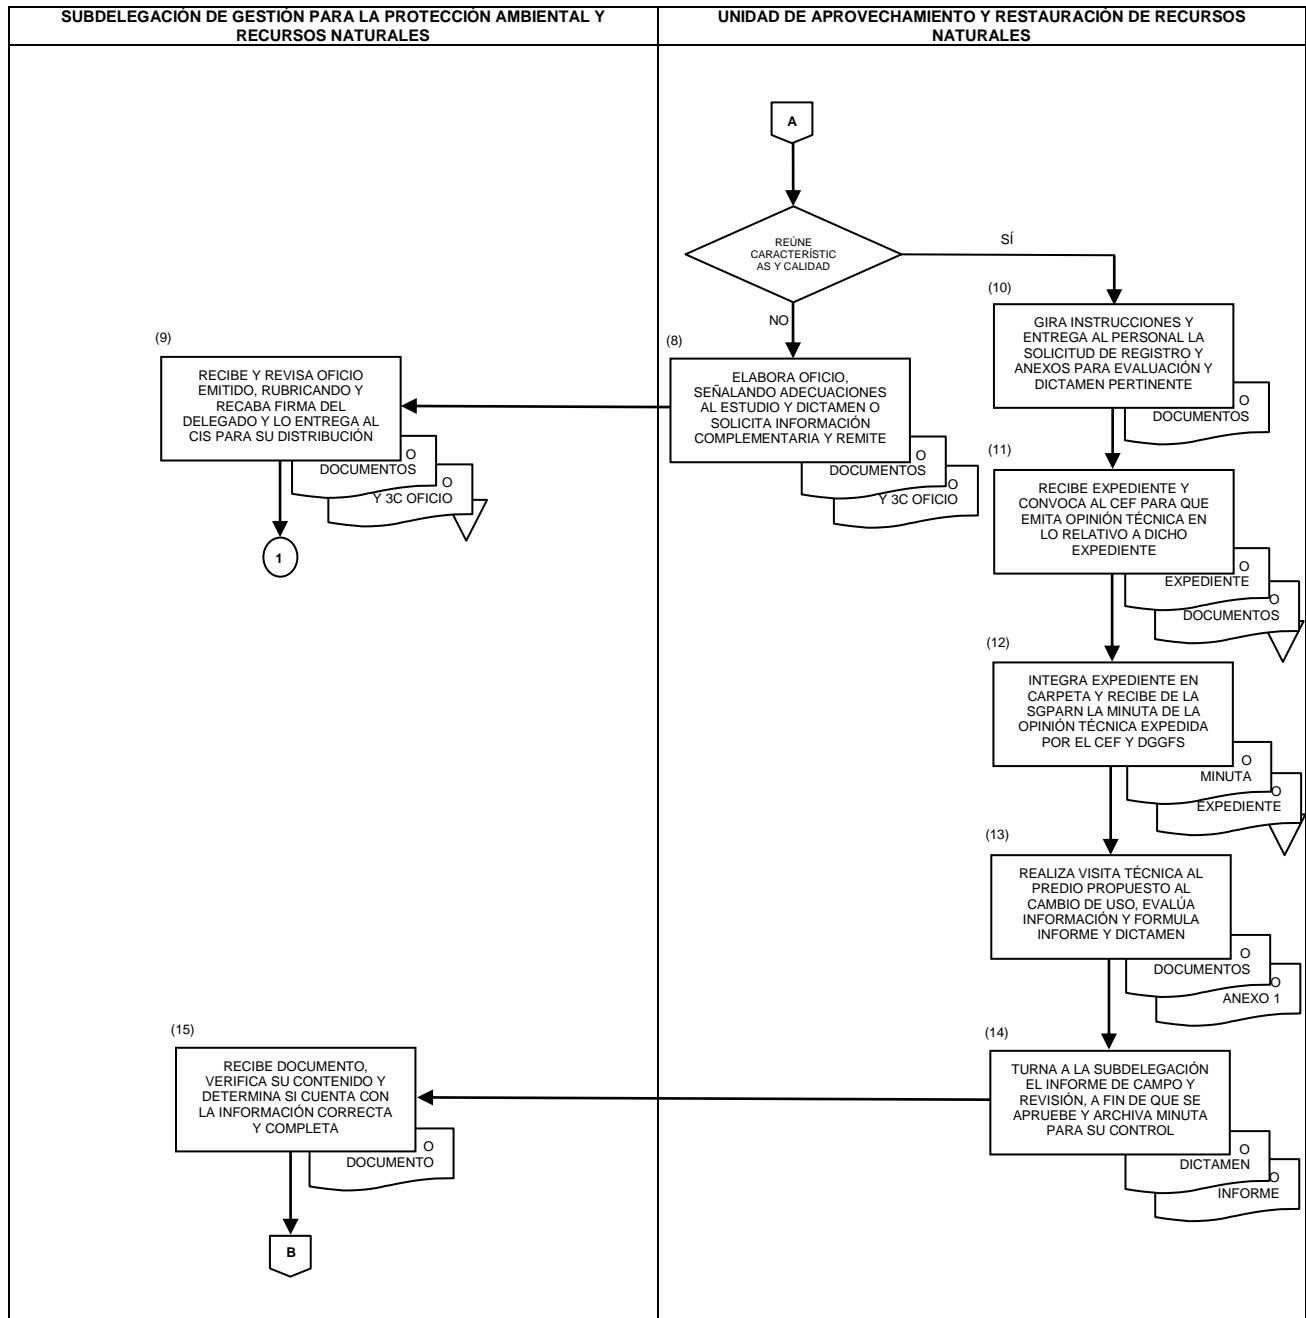 SUBDELEGACIÓN DE GESTIÓN PARA LA PROTECCIÓN AMBIENTAL Y
RECURSOS NATURALES
UNIDAD DE APROVECHAMIENTO Y RESTAURACIÓN DE RECURSOS
NATURALES
A
REÚNE
CARACTERÍSTIC
AS Y CALIDAD
SÍ
NO
(10)
GIRA INSTRUCCIONES Y
ENTREGA AL PERSONAL LA
SOLICITUD DE REGISTRO Y
ANEXOS PARA EVALUACIÓN Y
DICTAMEN PERTINENTE
O
DOCUMENTOS
(8)
ELABORA OFICIO,
SEÑALANDO ADECUACIONES
AL ESTUDIO Y DICTAMEN O
SOLICITA INFORMACIÓN
COMPLEMENTARIA Y REMITE
O
DOCUMENTOS
O
Y 3C OFICIO
(9)
RECIBE Y REVISA OFICIO
EMITIDO, RUBRICANDO Y
RECABA FIRMA DEL
DELEGADO Y LO ENTREGA AL
CIS PARA SU DISTRIBUCIÓN
O
DOCUMENTOS
O
Y 3C OFICIO
1
(11)
RECIBE EXPEDIENTE Y
CONVOCA AL CEF PARA QUE
EMITA OPINIÓN TÉCNICA EN
LO RELATIVO A DICHO
EXPEDIENTE
O
EXPEDIENTE
O
DOCUMENTOS
(12)
INTEGRA EXPEDIENTE EN
CARPETA Y RECIBE DE LA
SGPARN LA MINUTA DE LA
OPINIÓN TÉCNICA EXPEDIDA
POR EL CEF Y DGGFS
O
MINUTA
O
EXPEDIENTE
(13)
REALIZA VISITA TÉCNICA AL
PREDIO PROPUESTO AL
CAMBIO DE USO, EVALÚA
INFORMACIÓN Y FORMULA
INFORME Y DICTAMEN
O
DOCUMENTOS
O
ANEXO 1
(14)
TURNA A LA SUBDELEGACIÓN
EL INFORME DE CAMPO Y
REVISIÓN, A FIN DE QUE SE
APRUEBE Y ARCHIVA MINUTA
PARA SU CONTROL
O
DICTAMEN
O
INFORME
(15)
RECIBE DOCUMENTO,
VERIFICA SU CONTENIDO Y
DETERMINA SI CUENTA CON
LA INFORMACIÓN CORRECTA
Y COMPLETA
O
DOCUMENTO
B